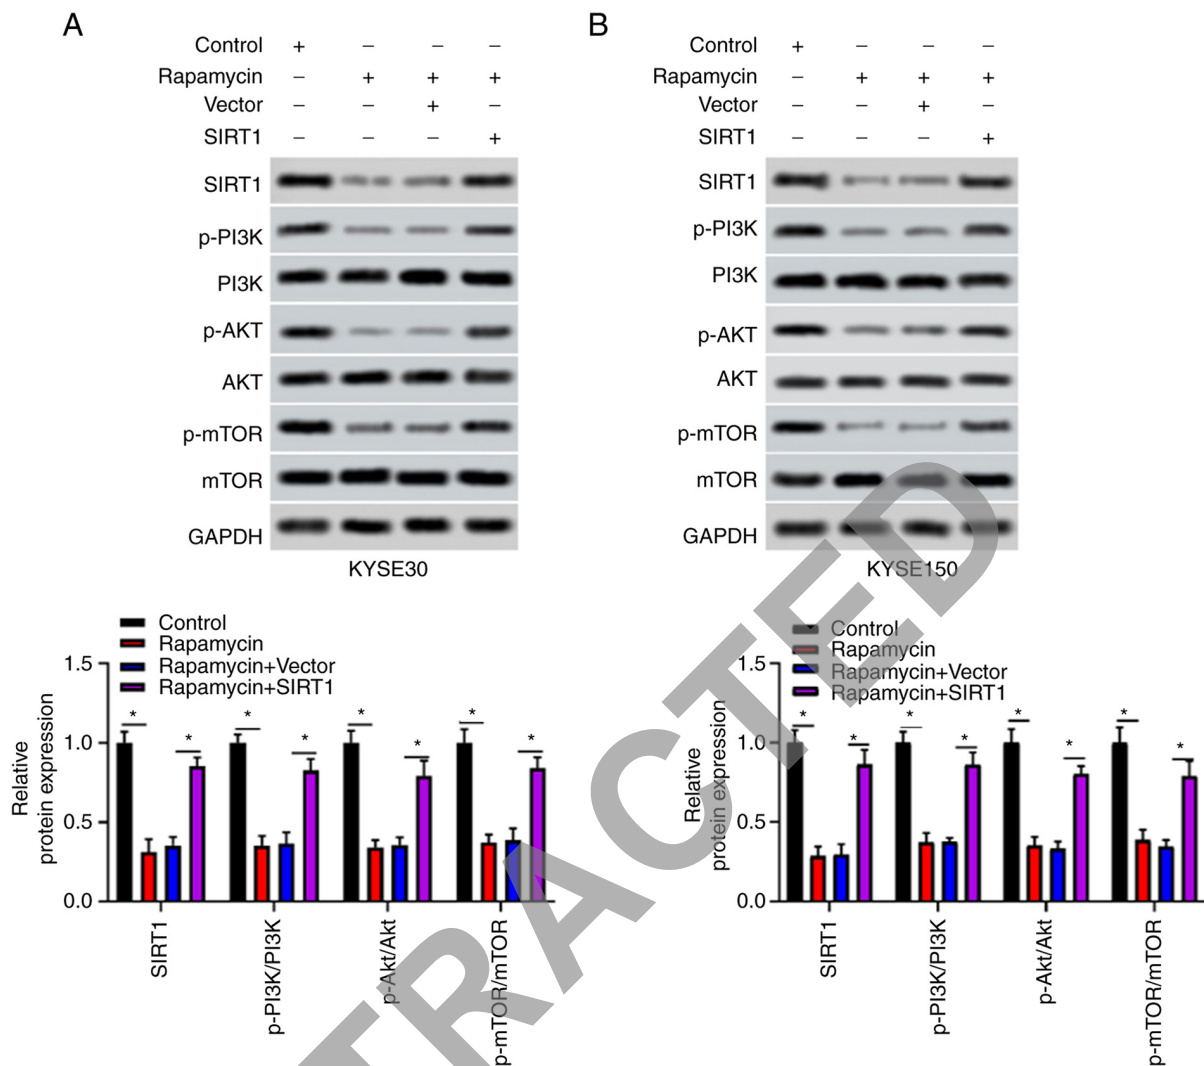 A
Control + – – –
Rapamycin – + + +
Vector – – + –
SIRT1 – – – +
SIRT1
p-PI3K
PI3K
p-AKT
AKT
p-mTOR
mTOR
GAPDH
KYSE30
B
Control + – – –
Rapamycin – + + +
Vector – – + –
SIRT1 – – – +
SIRT1
p-PI3K
PI3K
p-AKT
AKT
p-mTOR
mTOR
GAPDH
KYSE150
Control
Rapamycin
Rapamycin+Vector
Rapamycin+SIRT1
Relative
protein expression
1.5
1.0
0.5
0.0
* * * * * * * *
SIRT1
p-PI3K/PI3K
p-Akt/Akt
p-mTOR/mTOR
Control
Rapamycin
Rapamycin+Vector
Rapamycin+SIRT1
Relative
protein expression
1.5
1.0
0.5
0.0
* * * * * * * *
SIRT1
p-PI3K/PI3K
p-Akt/Akt
p-mTOR/mTOR
TRACTED